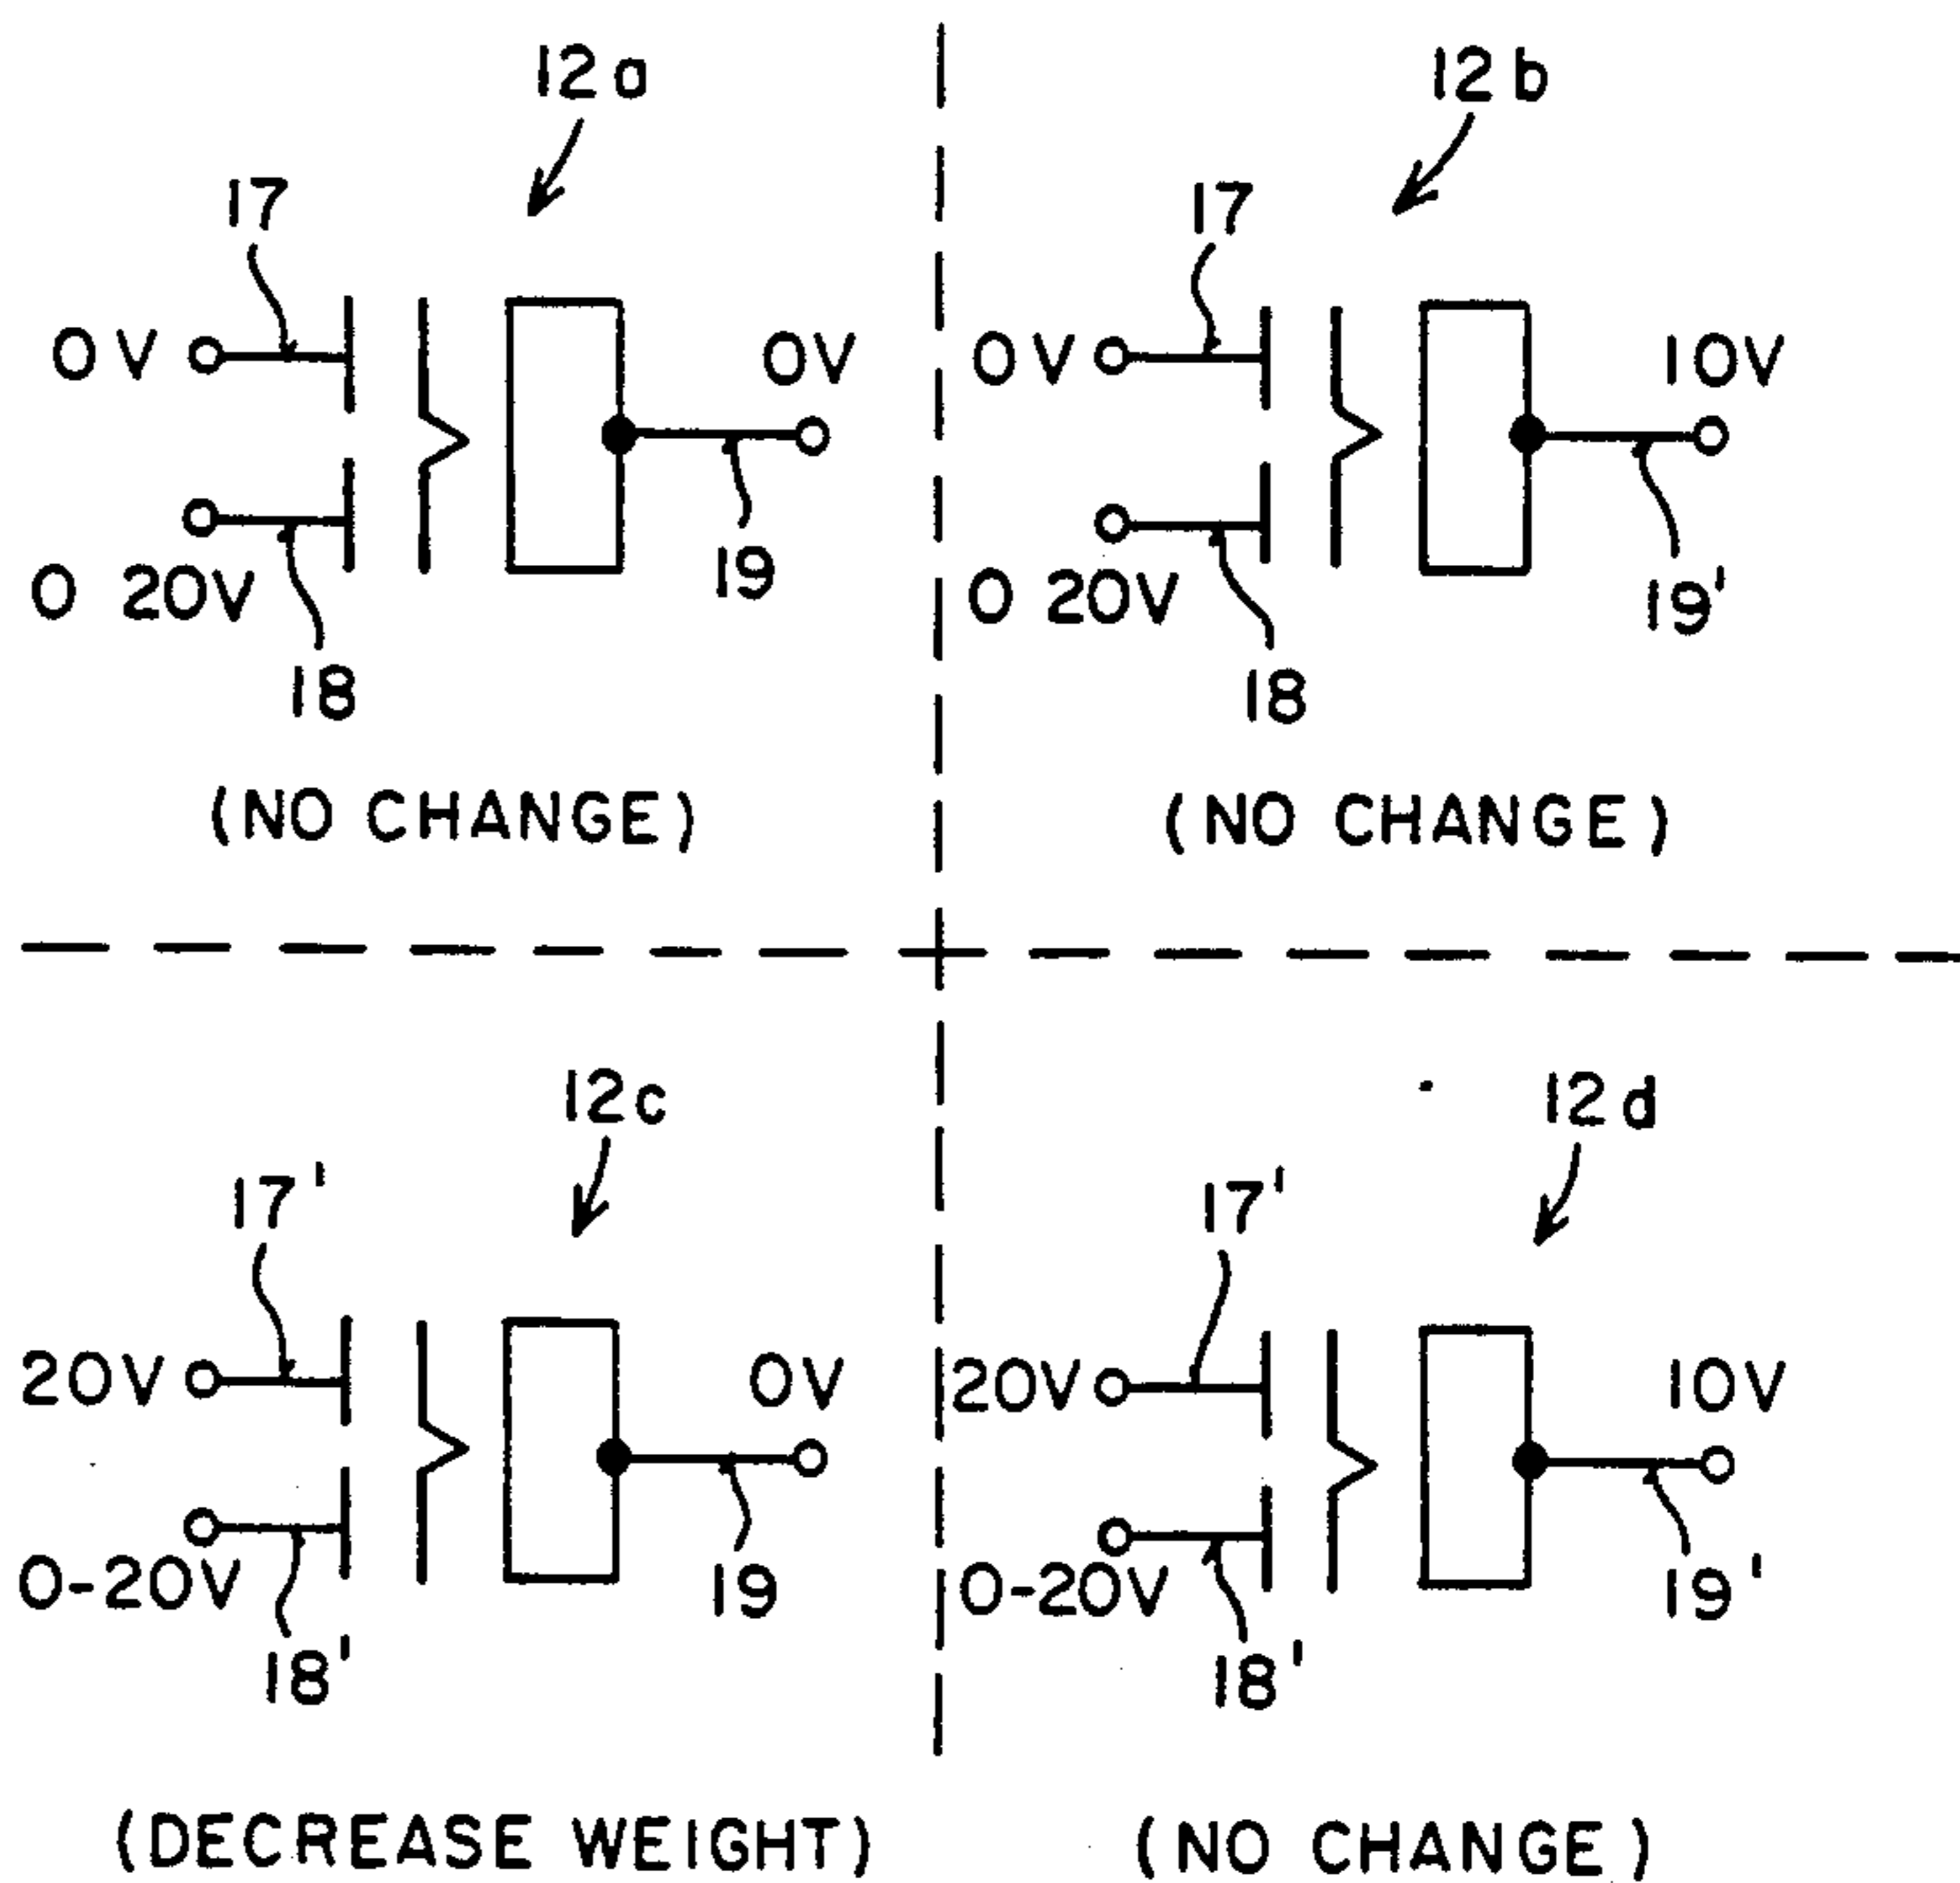 12a
17
0V
0V
0 20V
19
18
(NO CHANGE)
12b
17
0V
10V
0 20V
19'
18
(NO CHANGE)
12c
17'
20V
0V
0-20V
19
18'
(DECREASE WEIGHT)
12d
17'
20V
10V
0-20V
19'
18'
(NO CHANGE)